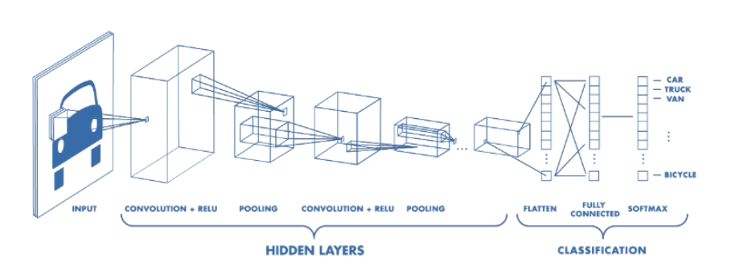 CAR
TRUCK
VAN
BICYCLE
INPUT
CONVOLUTION + RELU
POOLING
CONVOLUTION + RELU
POOLING
FLATTEN
FULLY
CONNECTED
SOFTMAX
HIDDEN LAYERS
CLASSIFICATION